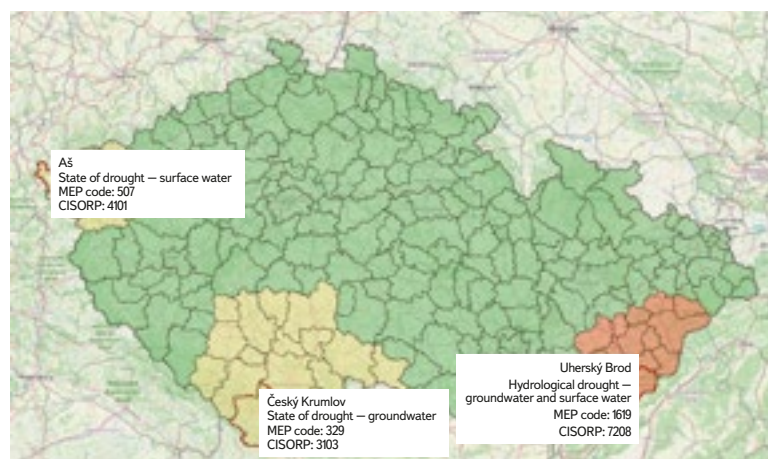 Aš
State of drought – surface water
MEP code: 507
CISORP: 4101
Český Krumlov
State of drought – groundwater
MEP code: 329
CISORP: 3103
Uherský Brod
Hydrological drought –
groundwater and surface water
MEP code: 1619
CISORP: 7208